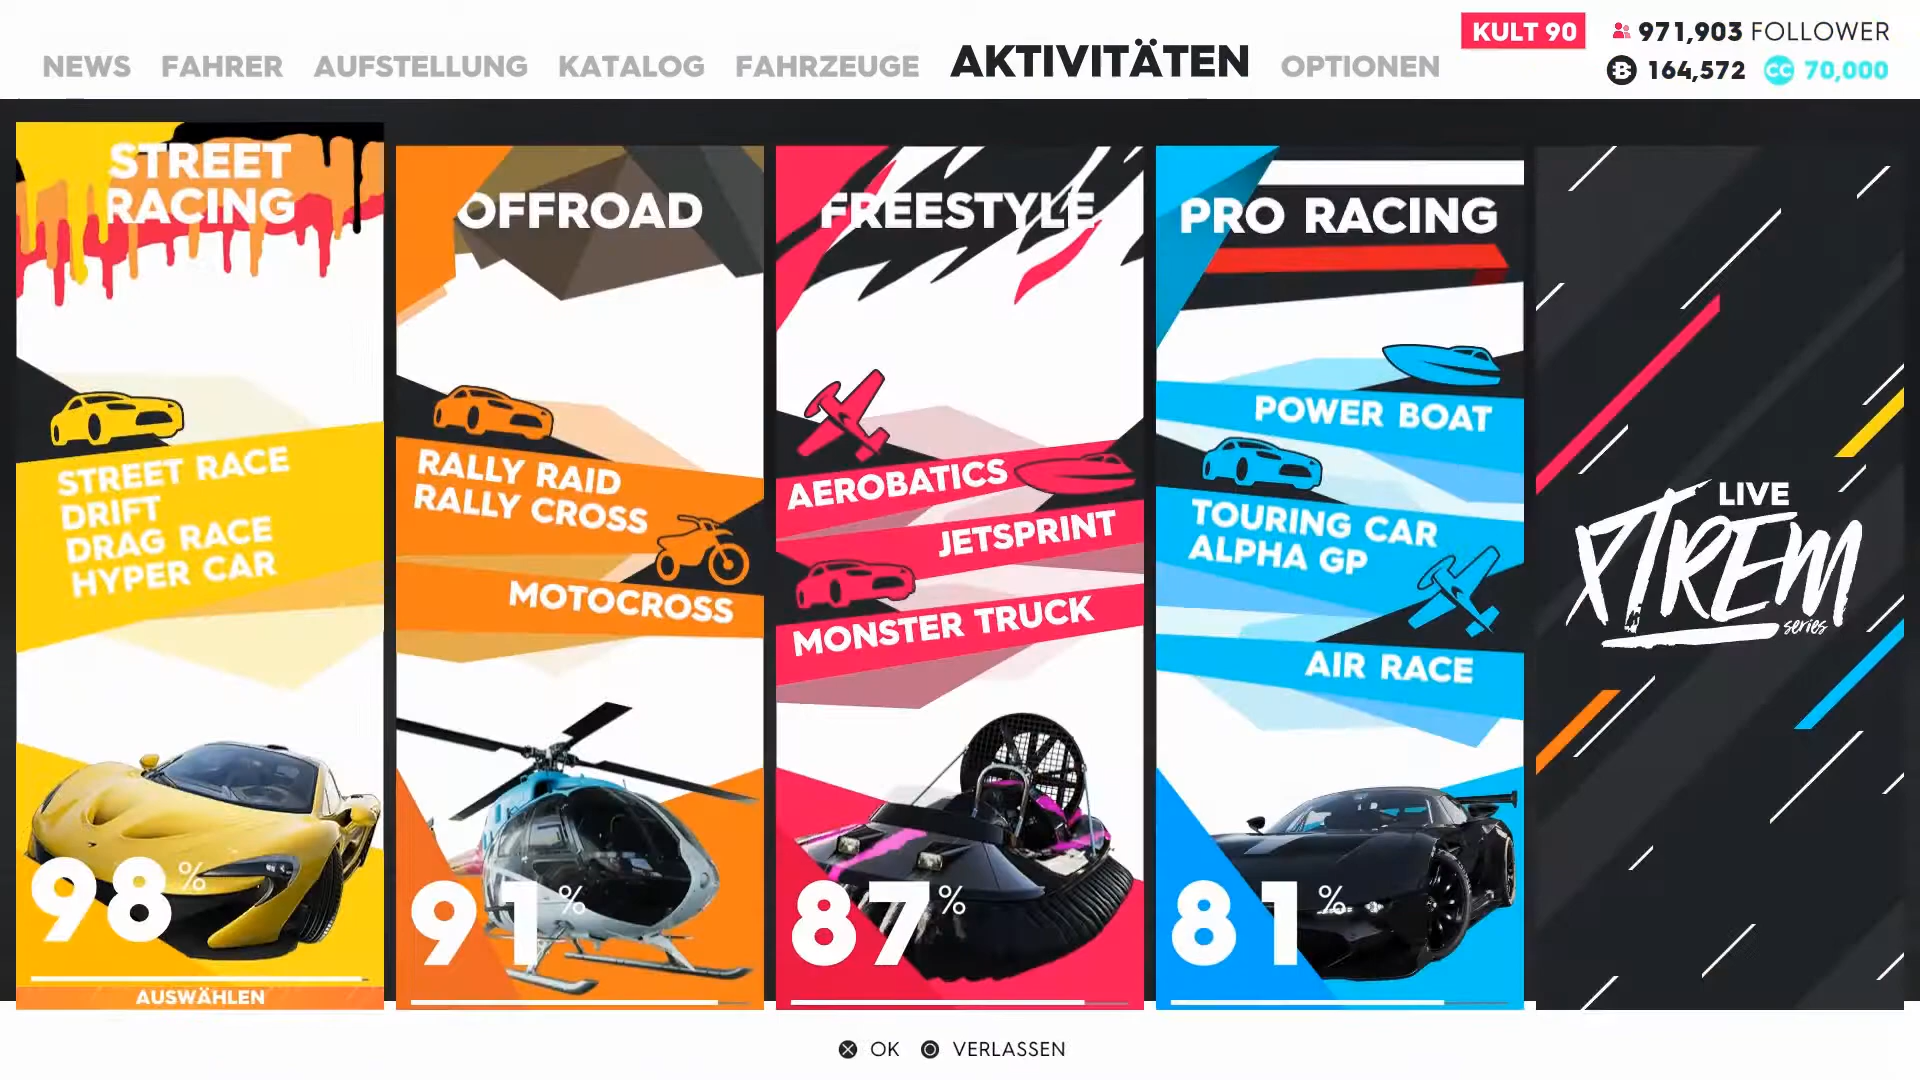 NEWS FAHRER AUFSTELLUNG KATALOG FAHRZEUGE AKTIVITÄTEN OPTIONEN
KULT 90
971,903 FOLLOWER
164,572 CC 70,000
STREET
RACING
STREET RACE
DRIFT
DRAG RACE
HYPER CAR
98%
AUSWÄHLEN
OFFROAD
RALLY RAID
RALLY CROSS
MOTOCROSS
91%
FREESTYLE
AEROBATICS
JETSPRINT
MONSTER TRUCK
87%
PRO RACING
POWER BOAT
TOURING CAR
ALPHA GP
AIR RACE
81%
LIVE
XTREM
series
OK VERLASSEN